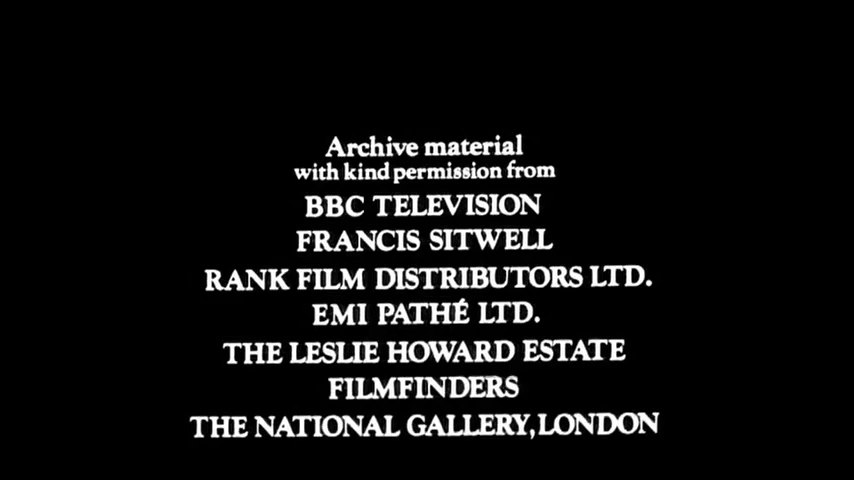 Archive material
with kind permission from
BBC TELEVISION
FRANCIS SITWELL
RANK FILM DISTRIBUTORS LTD.
EMI PATHÉ LTD.
THE LESLIE HOWARD ESTATE
FILMFINDERS
THE NATIONAL GALLERY, LONDON